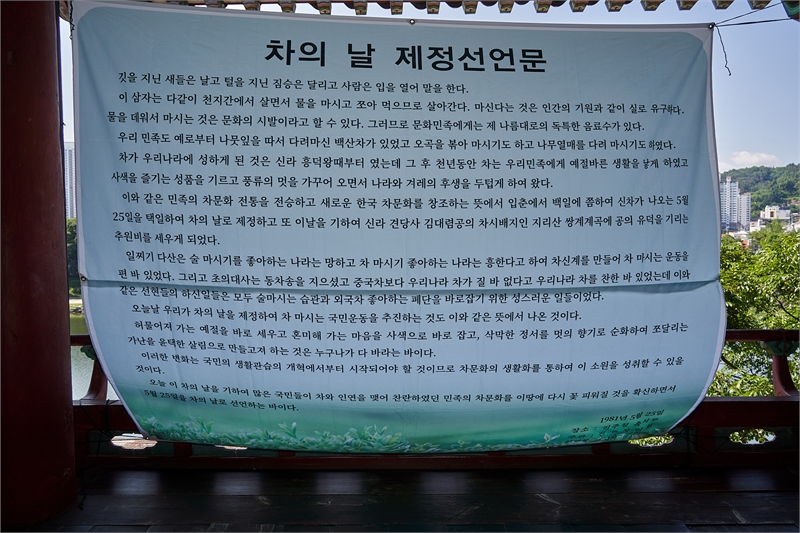 차의 날 제정선언문
깃을 지닌 새들은 날고 털을 지닌 짐승은 달리고 사람은 입을 열어 말을 한다.
이 삼자는 다같이 천지간에서 살면서 물을 마시고 쪼아 먹으므로 살아간다. 마신다는 것은 인간의 기원과 같이 실로 유구하다.
물을 데워서 마시는 것은 문화의 시발이라고 할 수 있다. 그러므로 문화민족에게는 제 나름대로의 독특한 음료수가 있다.
우리 민족도 예로부터 나뭇잎을 따서 다려마신 백산차가 있었고 오곡을 볶아 마시기도 하고 나무열매를 다려 마시기도하였다.
차가 우리나라에 성하게 된 것은 신라 흥덕왕때부터 였는데 그 후 천년동안 차는 우리민족에게 예절바른 생활을 낳게 하였고
사색을 즐기는 성품을 기르고 풍류의 멋을 가꾸어 오면서 나라와 겨레의 후생을 두텁게 하여 왔다.
이와 같은 민족의 차문화 전통을 전승하고 새로운 한국 차문화를 창조하는 뜻에서 입춘에서 백일에 쯤하여 신차가 나오는 5월
25일을 택일하여 차의 날로 제정하고 또 이날을 기하여 신라 견당사 김대렴공의 차시배지인 지리산 쌍계계곡에 공의 유덕을 기리는
추원비를 세우게 되었다.
일찌기 다산은 술 마시기를 좋아하는 나라는 망하고 차 마시기 좋아하는 나라는 흥한다고 하여 차신계를 만들어 차 마시는 운동을
편 바 있었다. 그리고 초의대사는 동차송을 지으셨고 중국차보다 우리나라 차가 질 바 없다고 우리나라 차를 찬한 바 있었는데 이와
같은 선현들의 하신일들은 모두 술마시는 습관과 외국차 좋아하는 폐단을 바로잡기 위한 성스러운 일들이었다.
오늘날 우리가 차의 날을 제정하여 차 마시는 국민운동을 추진하는 것도 이와 같은 뜻에서 나온 것이다.
허물어져 가는 예절을 바로 세우고 혼미해 가는 마음을 사색으로 바로 잡고, 삭막한 정서를 멋의 향기로 순화하여 쪼달리는
가난을 윤택한 살림으로 만들고저 하는 것은 누구나가 다 바라는 바이다.
이러한 변화는 국민의 생활관습의 개혁에서부터 시작되어야 할 것이므로 차문화의 생활화를 통하여 이 소원을 성취할 수 있을
것이다.
오늘 이 차의 날을 기하여 많은 국민들이 차와 인연을 맺어 찬란하였던 민족의 차문화를 이땅에 다시 꽃 피워질 것을 확신하면서
5월 25일을 차의 날로 선언하는 바이다.
1981년 5월 25일
장소 :